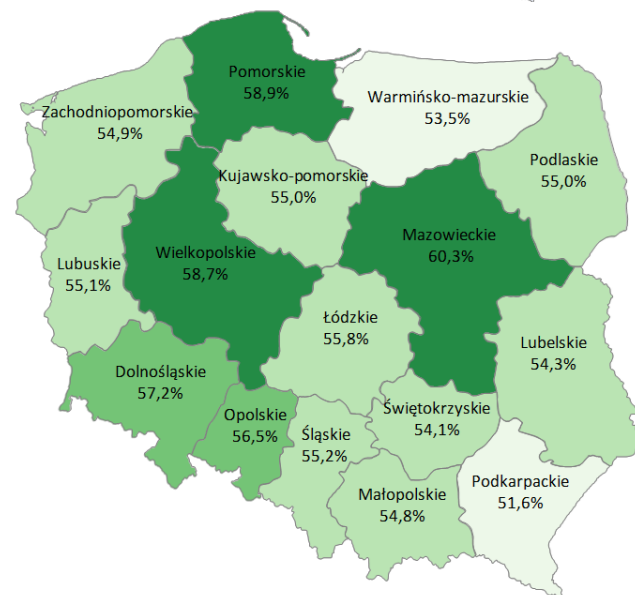 Pomorskie
58,9%
Warmińsko-mazurskie
53,5%
Zachodniopomorskie
54,9%
Podlaskie
55,0%
Kujawsko-pomorskie
55,0%
Mazowieckie
60,3%
Wielkopolskie
58,7%
Lubuskie
55,1%
Łódzkie
55,8%
Lubelskie
54,3%
Dolnośląskie
57,2%
Opolskie
56,5%
Świętokrzyskie
54,1%
Śląskie
55,2%
Podkarpackie
51,6%
Małopolskie
54,8%